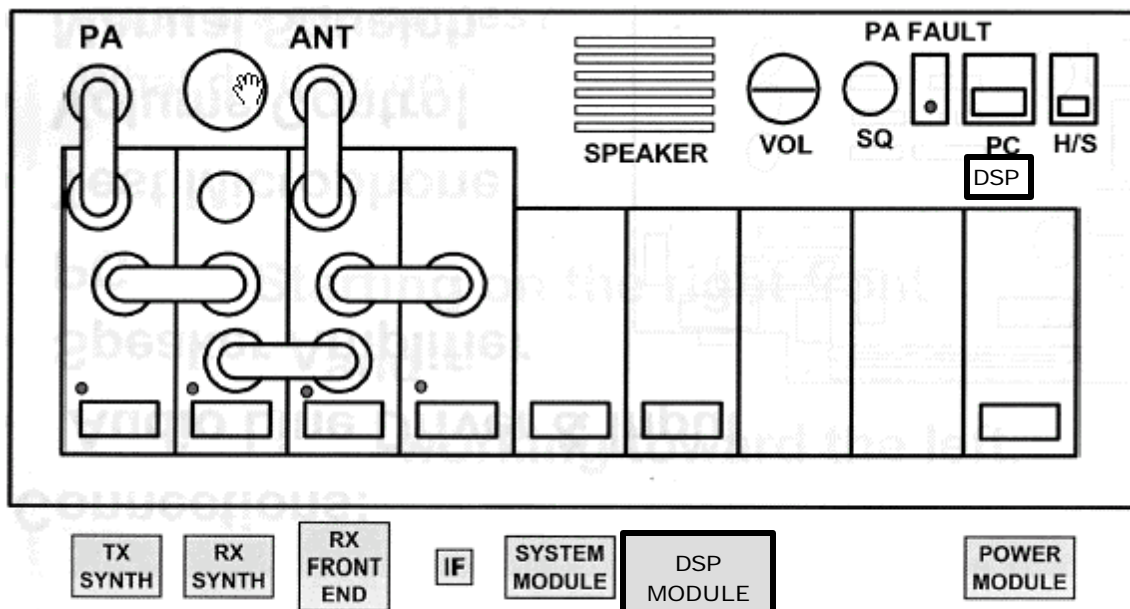 PA
ANT
PA FAULT
SPEAKER
VOL
SQ
PC
H/S
DSP
TX
SYNTH
RX
SYNTH
RX
FRONT
END
IF
SYSTEM
MODULE
DSP
MODULE
POWER
MODULE